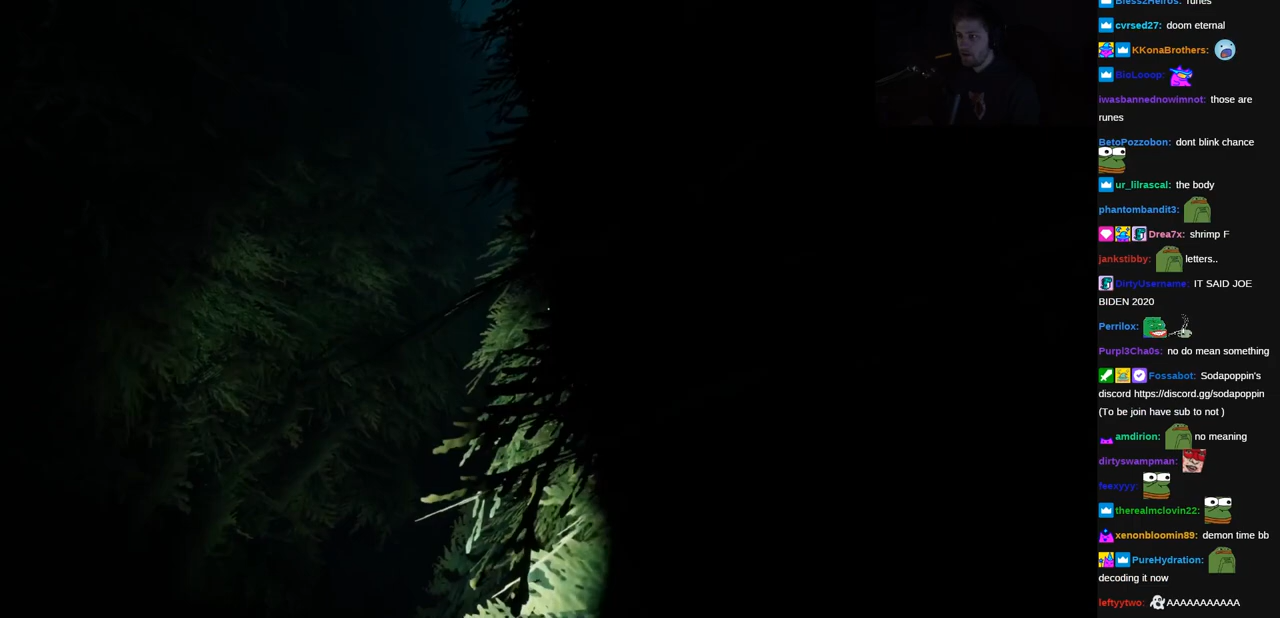 Bless2Helios: runes
cvrsed27: doom eternal
KKonaBrothers:
BioLooop:
iwasbannednowimnot: those are
runes
BetoPozzobon: dont blink chance
ur_lilrascal: the body
phantombandit3:
Drea7x: shrimp F
jankstibby: letters..
DirtyUsername: IT SAID JOE
BIDEN 2020
Perrilox:
Purpl3Cha0s: no do mean something
Fossabot: Sodapoppin's
discord https://discord.gg/sodapoppin
(To be join have sub to not )
amdirion: no meaning
dirtyswampman:
feexyyy:
therealmclovin22:
xenonbloomin89: demon time bb
PureHydration:
decoding it now
leftyytwo: AAAAAAAAAAA